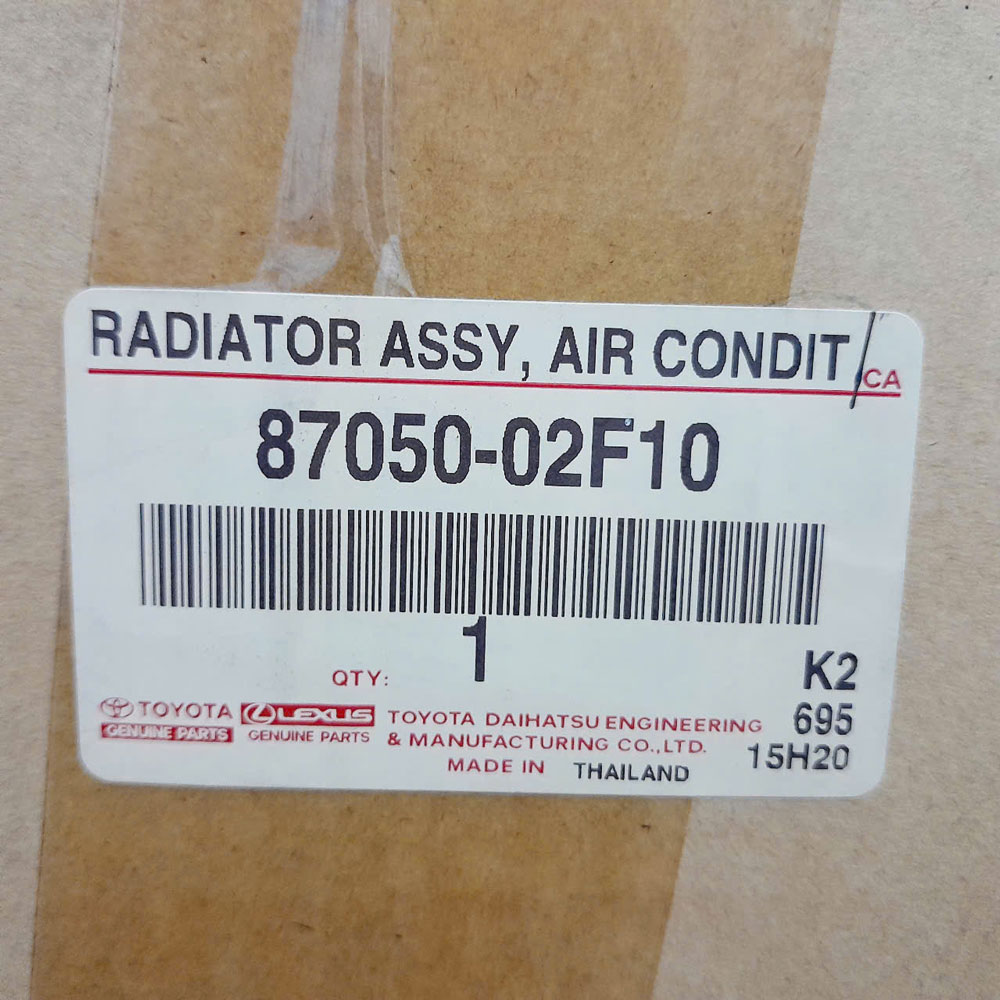 RADIATOR ASSY, AIR CONDIT
CA
87050-02F10
1
QTY:
K2
TOYOTA
GENUINE PARTS
LEXUS
GENUINE PARTS
TOYOTA DAIHATSU ENGINEERING
& MANUFACTURING CO.,LTD.
MADE IN THAILAND
695
15H20